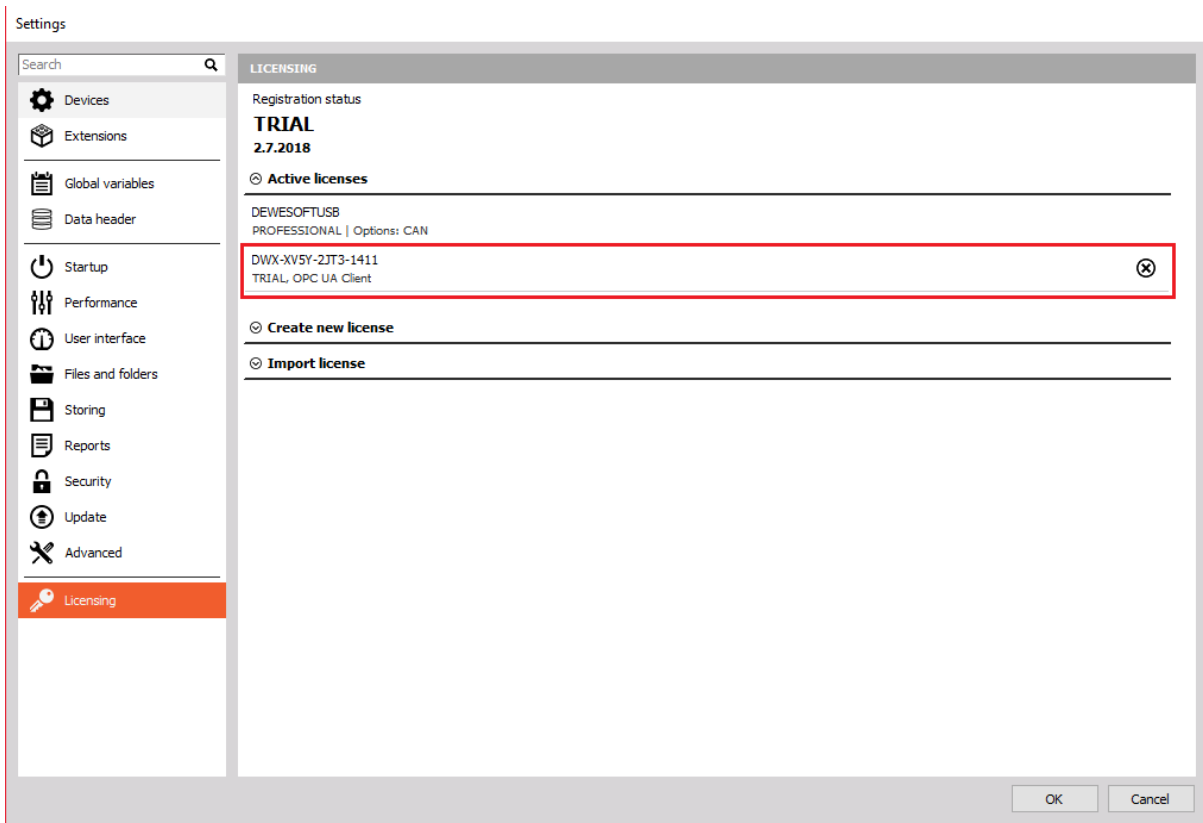 Settings
Search
Devices
Extensions
Global variables
Data header
Startup
Performance
User interface
Files and folders
Storing
Reports
Security
Update
Advanced
Licensing
LICENSING
Registration status
TRIAL
2.7.2018
Active licenses
DEWESOFTUSB
PROFESSIONAL | Options: CAN
DWX-XV5Y-2JT3-1411
TRIAL, OPC UA Client
Create new license
Import license
OK
Cancel